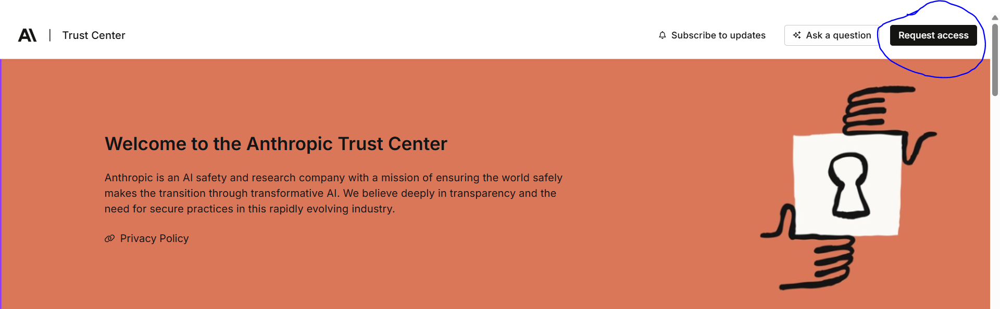 Trust Center
Subscribe to updates
Ask a question
Request access
Welcome to the Anthropic Trust Center
Anthropic is an AI safety and research company with a mission of ensuring the world safely
makes the transition through transformative AI. We believe deeply in transparency and the
need for secure practices in this rapidly evolving industry.
Privacy Policy